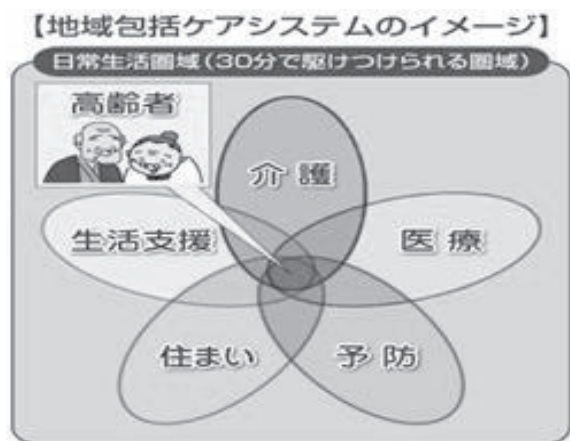 【地域包括ケアシステムのイメージ】
日常生活圏域（30分で駆けつけられる圏域）
高齢者
介護
生活支援
医療
住まい
予防